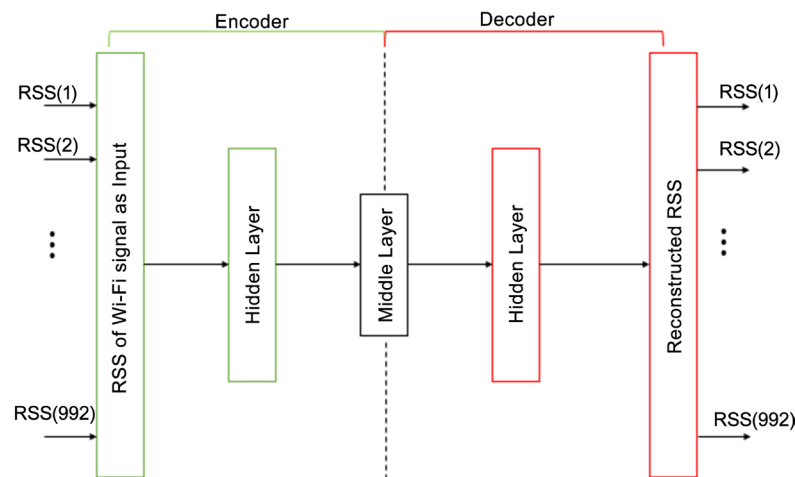 Encoder
Decoder
RSS(1)
RSS(2)
RSS(992)
RSS of Wi-Fi signal as Input
Hidden Layer
Middle Layer
Hidden Layer
Reconstructed RSS
RSS(1)
RSS(2)
RSS(992)